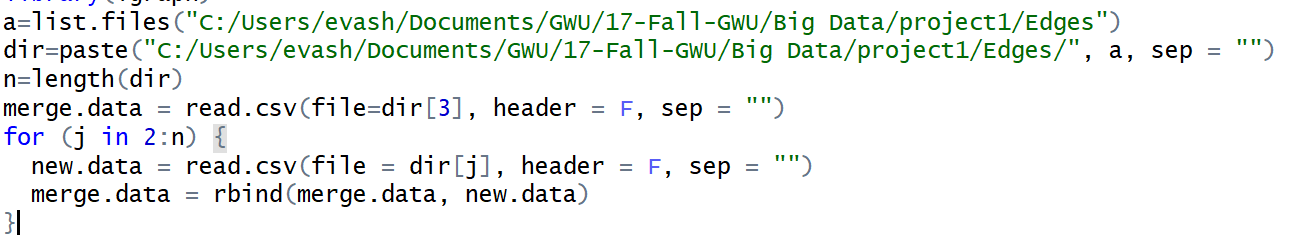 a=list.files("C:/Users/evash/Documents/GWU/17-Fall-GWU/Big Data/project1/Edges")
dir=paste("C:/Users/evash/Documents/GWU/17-Fall-GWU/Big Data/project1/Edges/", a, sep = "")
n=length(dir)
merge.data = read.csv(file=dir[3], header = F, sep = "")
for (j in 2:n) {
  new.data = read.csv(file = dir[j], header = F, sep = "")
  merge.data = rbind(merge.data, new.data)
}